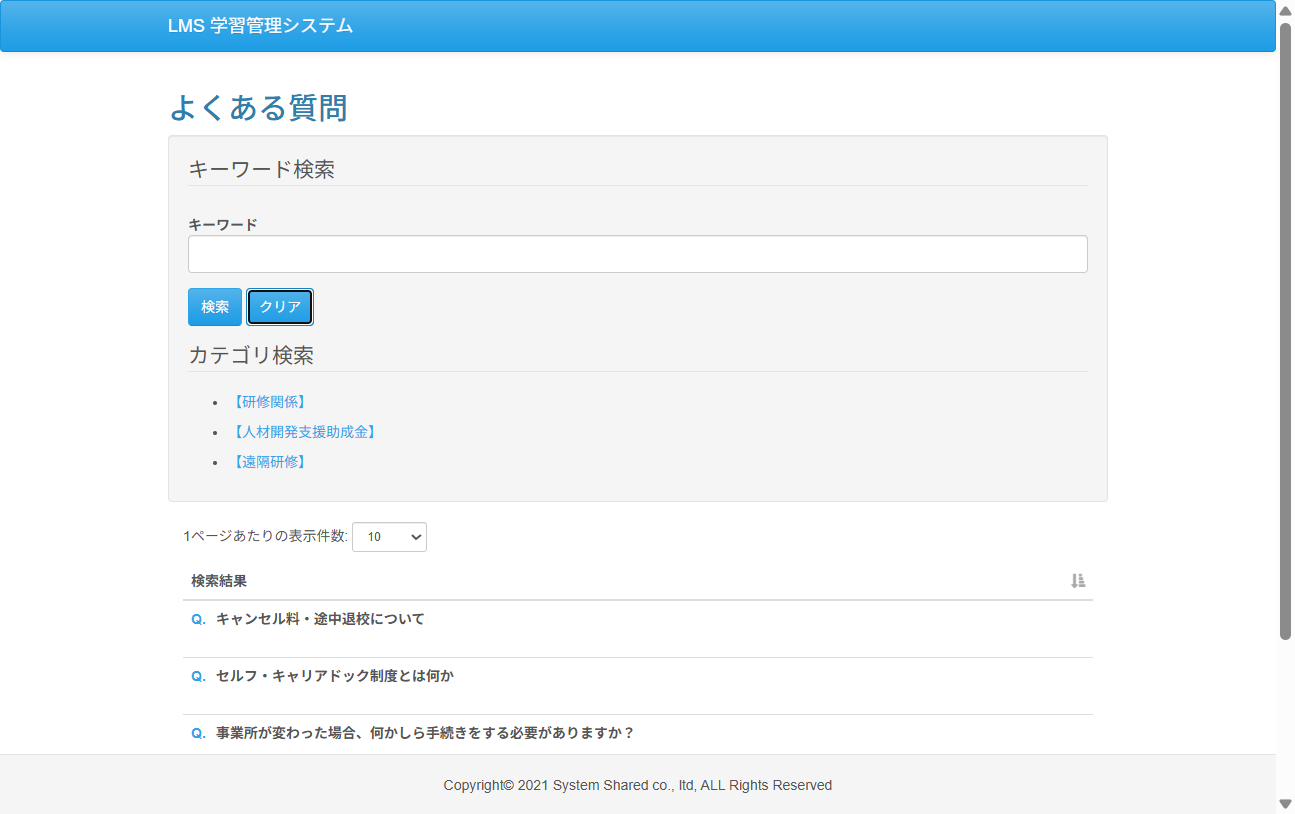 LMS 学習管理システム
よくある質問
キーワード検索
キーワード
検索 クリア
カテゴリ検索
【研修関係】
【人材開発支援助成金】
【遠隔研修】
1ページあたりの表示件数: 10
検索結果
Q. キャンセル料・途中退校について
Q. セルフ・キャリアドック制度とは何か
Q. 事業所が変わった場合、何かしら手続きをする必要がありますか？
Copyright© 2021 System Shared co., ltd, ALL Rights Reserved